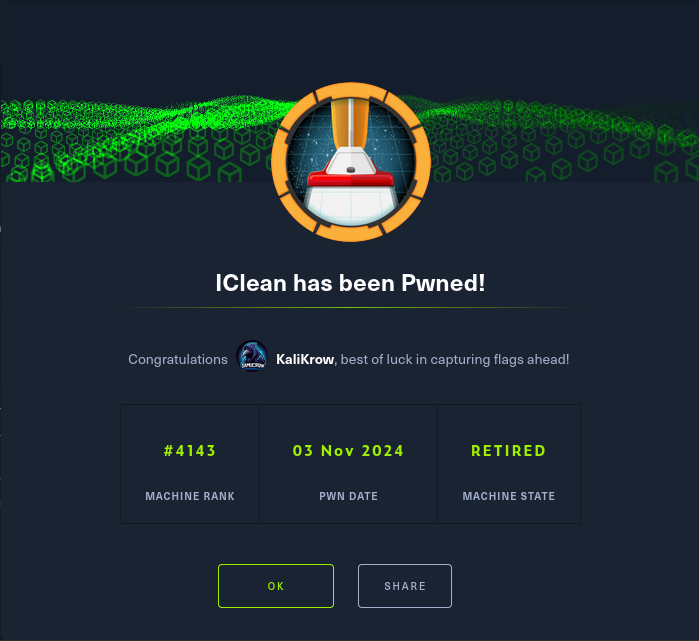 IClean has been Pwned!
Congratulations KaliKrow, best of luck in capturing flags ahead!
#4143 03 Nov 2024 RETIRED
MACHINE RANK PWN DATE MACHINE STATE
OK SHARE